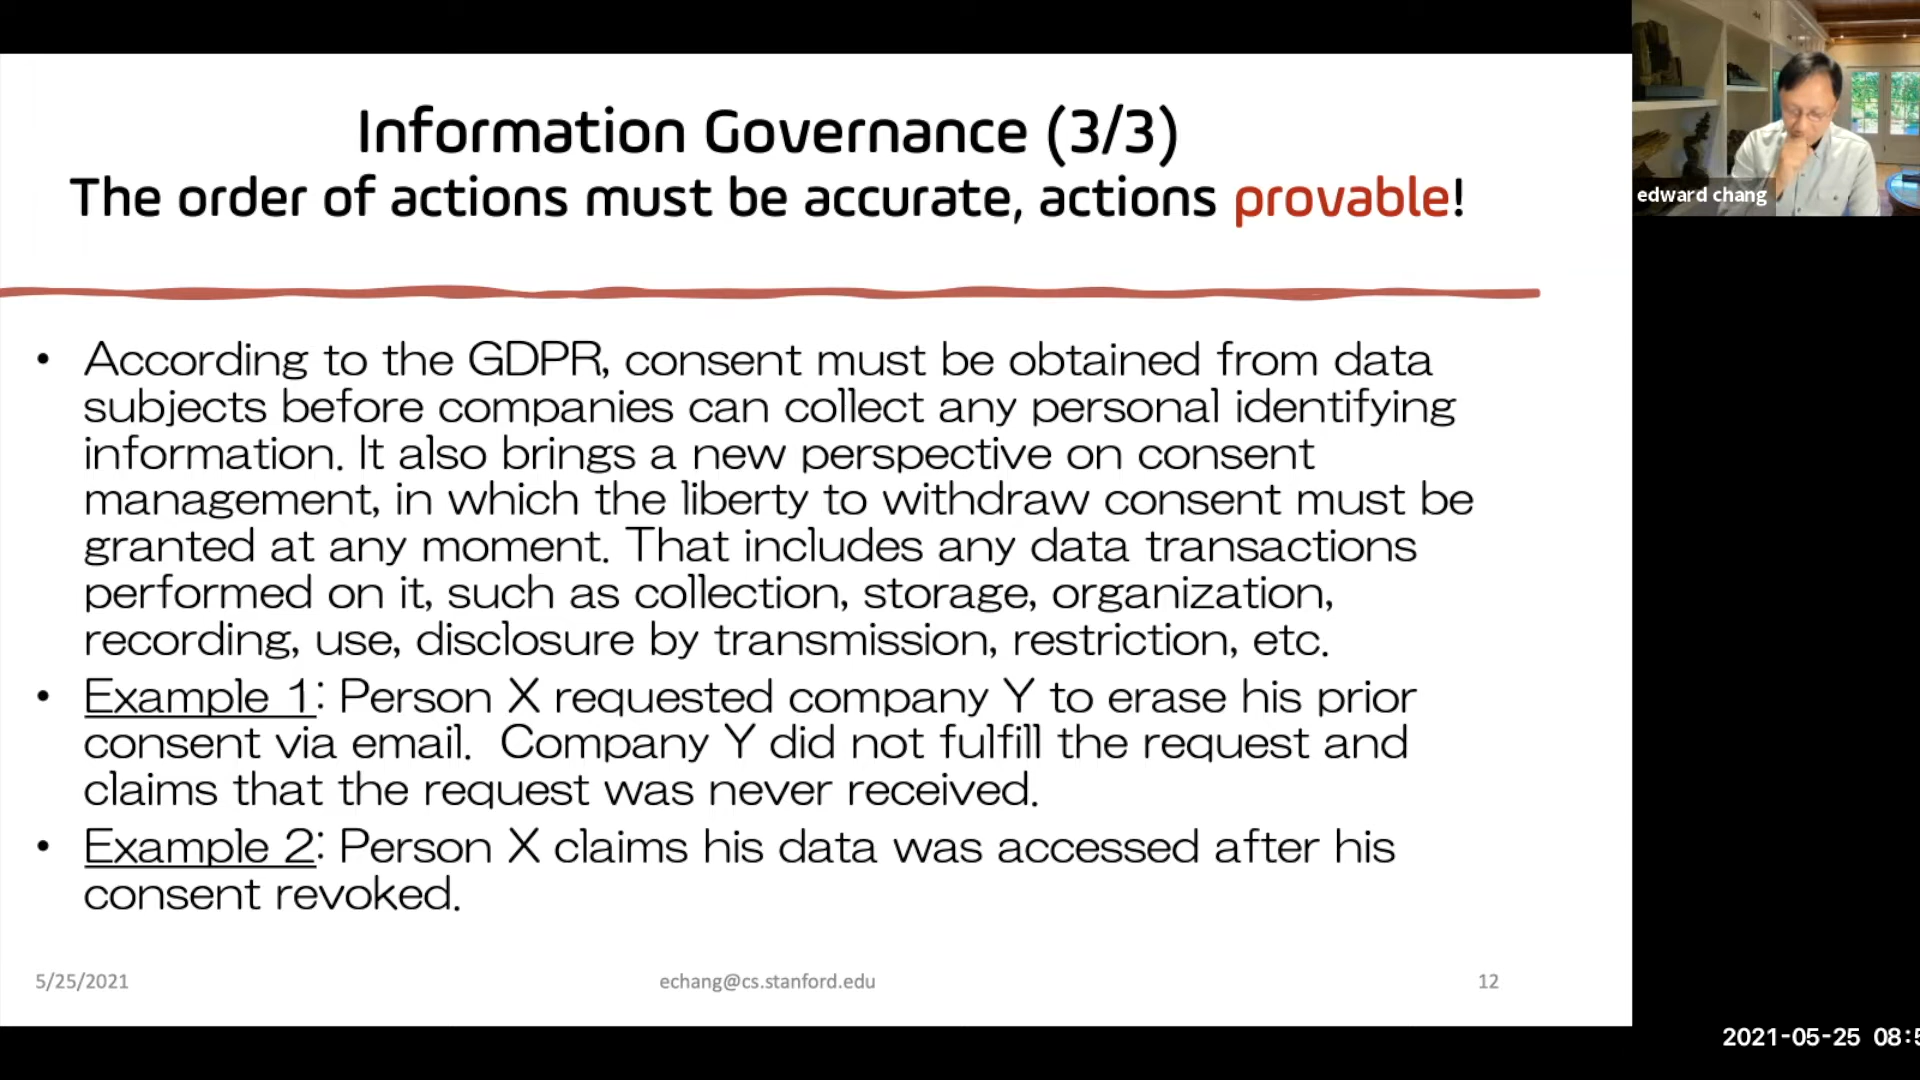 Information Governance (3/3)
The order of actions must be accurate, actions provable!
• According to the GDPR, consent must be obtained from data
subjects before companies can collect any personal identifying
information. It also brings a new perspective on consent
management, in which the liberty to withdraw consent must be
granted at any moment. That includes any data transactions
performed on it, such as collection, storage, organization,
recording, use, disclosure by transmission, restriction, etc.
• Example 1: Person X requested company Y to erase his prior
consent via email. Company Y did not fulfill the request and
claims that the request was never received.
• Example 2: Person X claims his data was accessed after his
consent revoked.
5/25/2021
echang@cs.stanford.edu
12
edward chang
2021-05-25 08:5